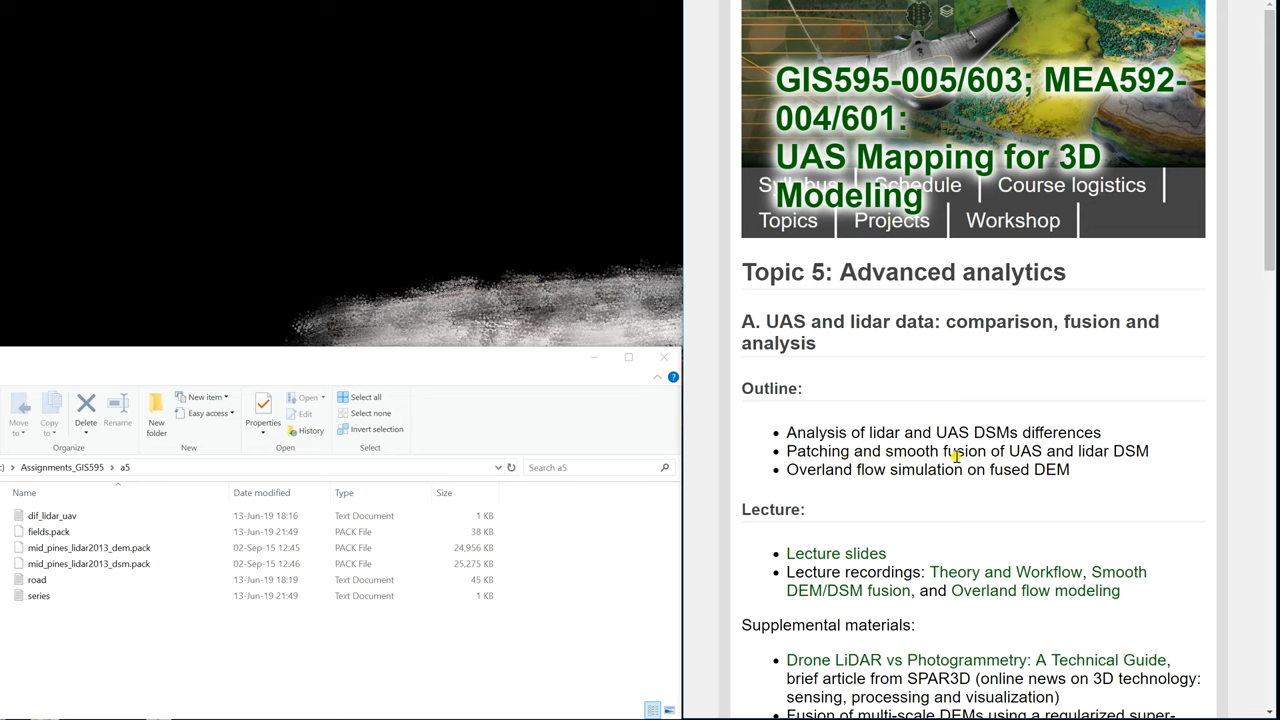 Move to
Copy to
Delete
Rename
Organize
New folder
New item
Easy access
New
Properties
Open
Edit
History
Open
Select all
Select none
Invert selection
Select
:) > Assignments_GIS595 > a5
Search a5
Name Date modified Type Size
dif_lidar_uav 13-Jun-19 18:16 Text Document 1 KB
fields.pack 13-Jun-19 21:49 PACK File 38 KB
mid_pines_lidar2013_dem.pack 02-Sep-15 12:45 PACK File 24,956 KB
mid_pines_lidar2013_dsm.pack 02-Sep-15 12:46 PACK File 25,275 KB
road 13-Jun-19 18:19 Text Document 45 KB
series 13-Jun-19 21:49 Text Document 1 KB
GIS595-005/603; MEA592-
004/601:
UAS Mapping for 3D
Modeling
Syllabus Schedule Course logistics
Topics Projects Workshop
Topic 5: Advanced analytics
A. UAS and lidar data: comparison, fusion and
analysis
Outline:
• Analysis of lidar and UAS DSMs differences
• Patching and smooth fusion of UAS and lidar DSM
• Overland flow simulation on fused DEM
Lecture:
• Lecture slides
• Lecture recordings: Theory and Workflow, Smooth
DEM/DSM fusion, and Overland flow modeling
Supplemental materials:
• Drone LiDAR vs Photogrammetry: A Technical Guide,
brief article from SPAR3D (online news on 3D technology:
sensing, processing and visualization)
• Fusion of multi-scale DEMs using a regularized super-